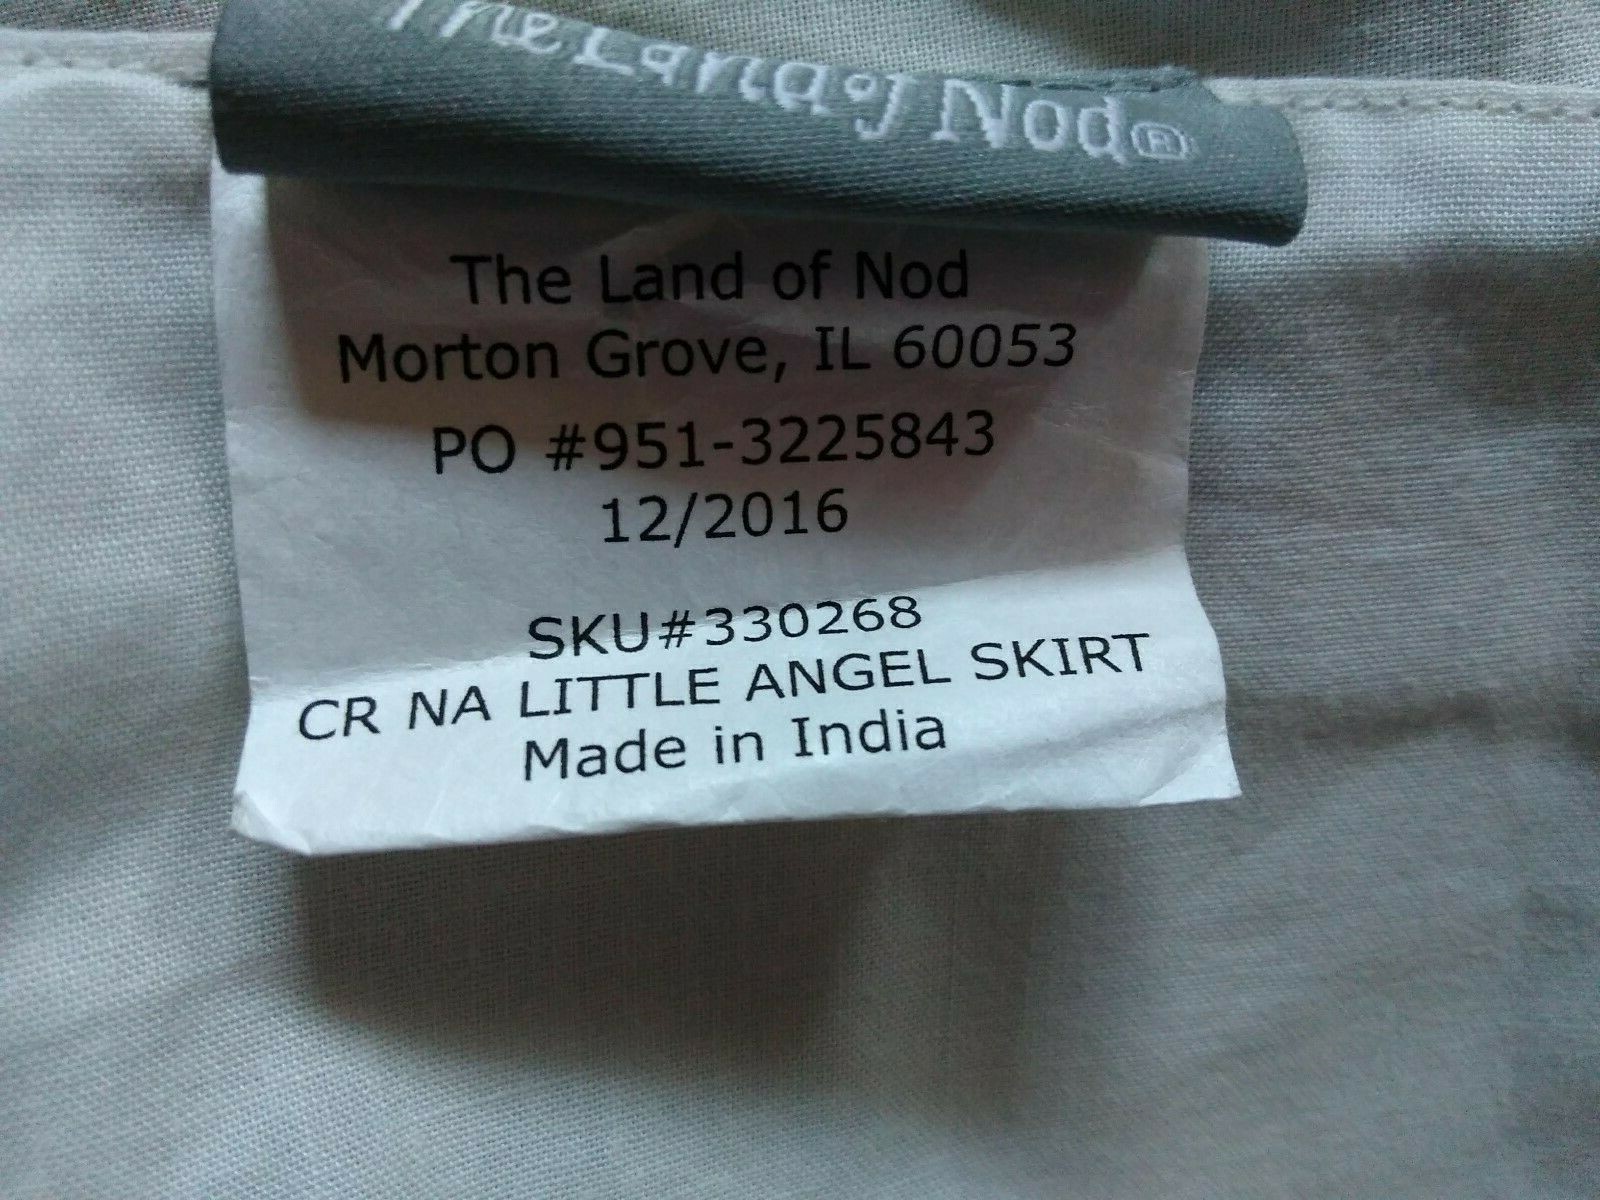 The Land of Nod®
The Land of Nod
Morton Grove, IL 60053
PO #951-3225843
12/2016
SKU#330268
CR NA LITTLE ANGEL SKIRT
Made in India